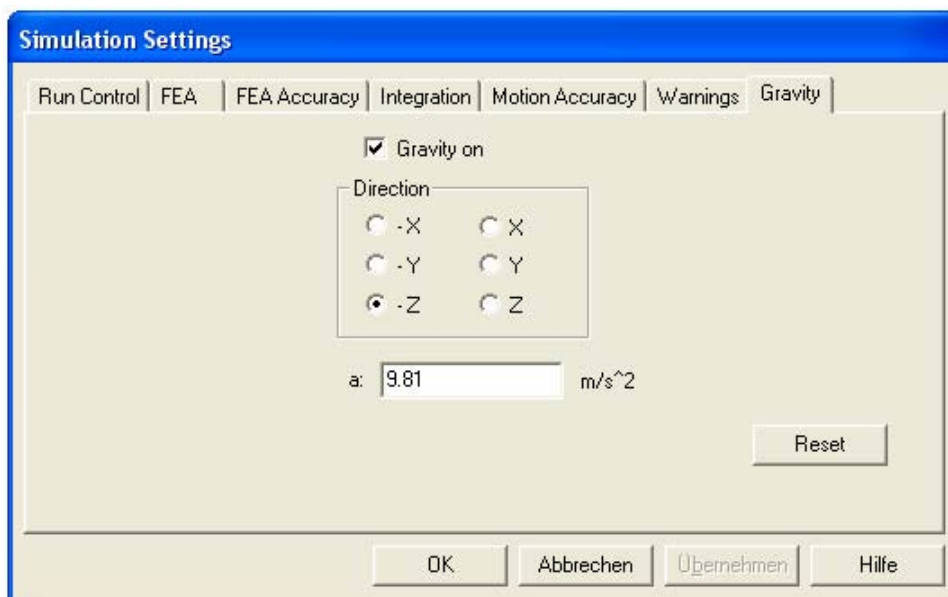 Simulation Settings
Run Control FEA FEA Accuracy Integration Motion Accuracy Warnings Gravity
Gravity on
Direction
-X X
-Y Y
-Z Z
a: 9.81 m/s^2
Reset
OK Abbrechen Übernehmen Hilfe